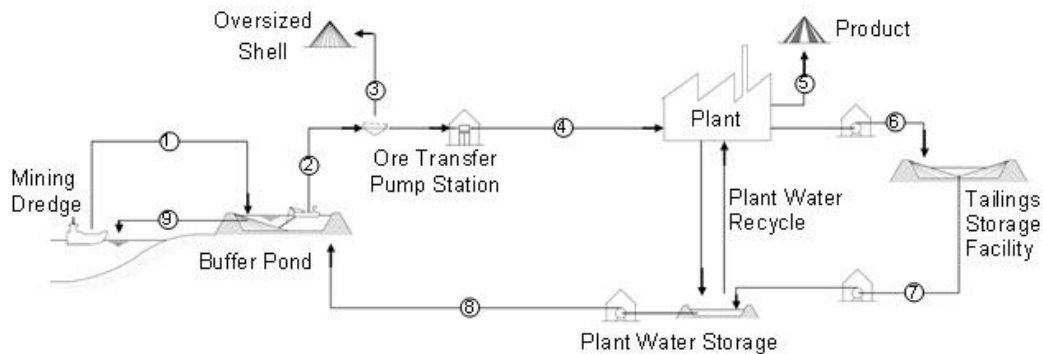 Oversized
Shell
Product
3
5
Plant
1
2
4
6
Ore Transfer
Pump Station
Mining
Dredge
9
Plant Water
Recycle
Tailings
Storage
Facility
Buffer Pond
8
7
Plant Water Storage